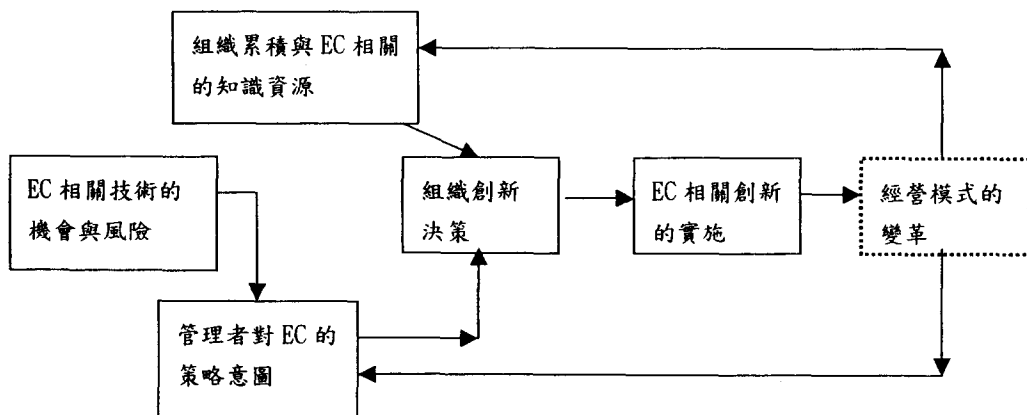 組織累積與 EC 相關
的知識資源
EC 相關技術的
機會與風險
組織創新
決策
EC 相關創新
的實施
經營模式的
變革
管理者對 EC 的
策略意圖